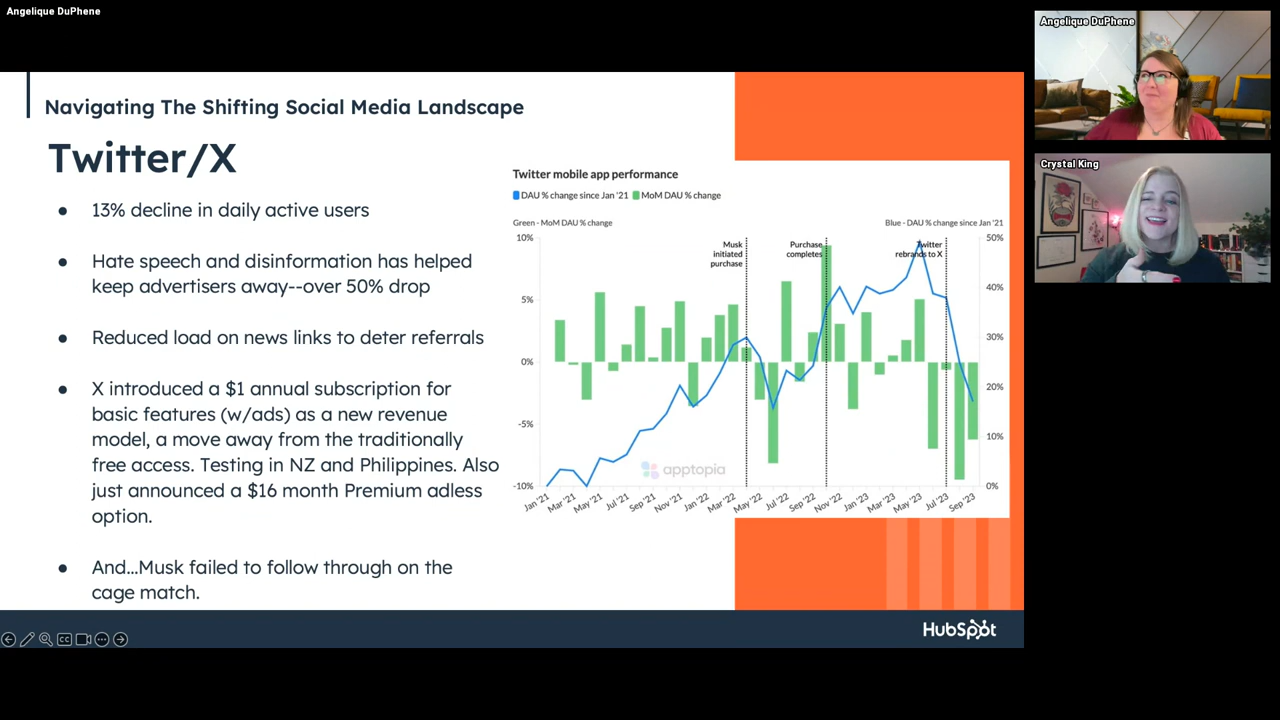 Angelique DuPhene
Angelique DuPhene
Crystal King
Navigating The Shifting Social Media Landscape
Twitter/X
● 13% decline in daily active users
● Hate speech and disinformation has helped
keep advertisers away--over 50% drop
● Reduced load on news links to deter referrals
● X introduced a $1 annual subscription for
basic features (w/ads) as a new revenue
model, a move away from the traditionally
free access. Testing in NZ and Philippines. Also
just announced a $16 month Premium adless
option.
● And...Musk failed to follow through on the
cage match.
Twitter mobile app performance
DAU % change since Jan '21 MoM DAU % change
Green - MoM DAU % change Blue - DAU % change since Jan '21
10%
5%
0%
-5%
-10%
Musk
initiated
purchase
Purchase
completes
Twitter
rebrands to X
50%
40%
30%
20%
10%
0%
apptopia
Jan '21 Mar '21 May '21 Jul '21 Sep '21 Nov '21 Jan '22 Mar '22 May '22 Jul '22 Sep '22 Nov '22 Jan '23 Mar '23 May '23 Jul '23 Sep '23
CC
HubSpot